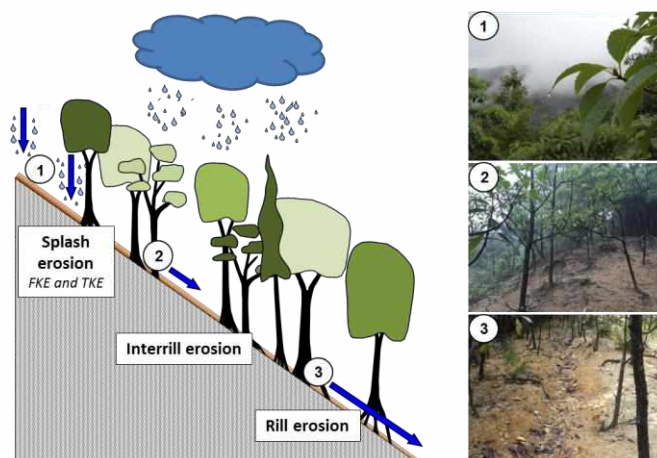 1
Splash
erosion
FKE and TKE
2
Interrill erosion
3
Rill erosion
1
2
3